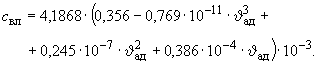 c_вл = 4,1868·(0,356 − 0,769·10⁻¹¹·ϑ³_ад +
+ 0,245·10⁻⁷·ϑ²_ад + 0,386·10⁻⁴·ϑ_ад)·10⁻³.